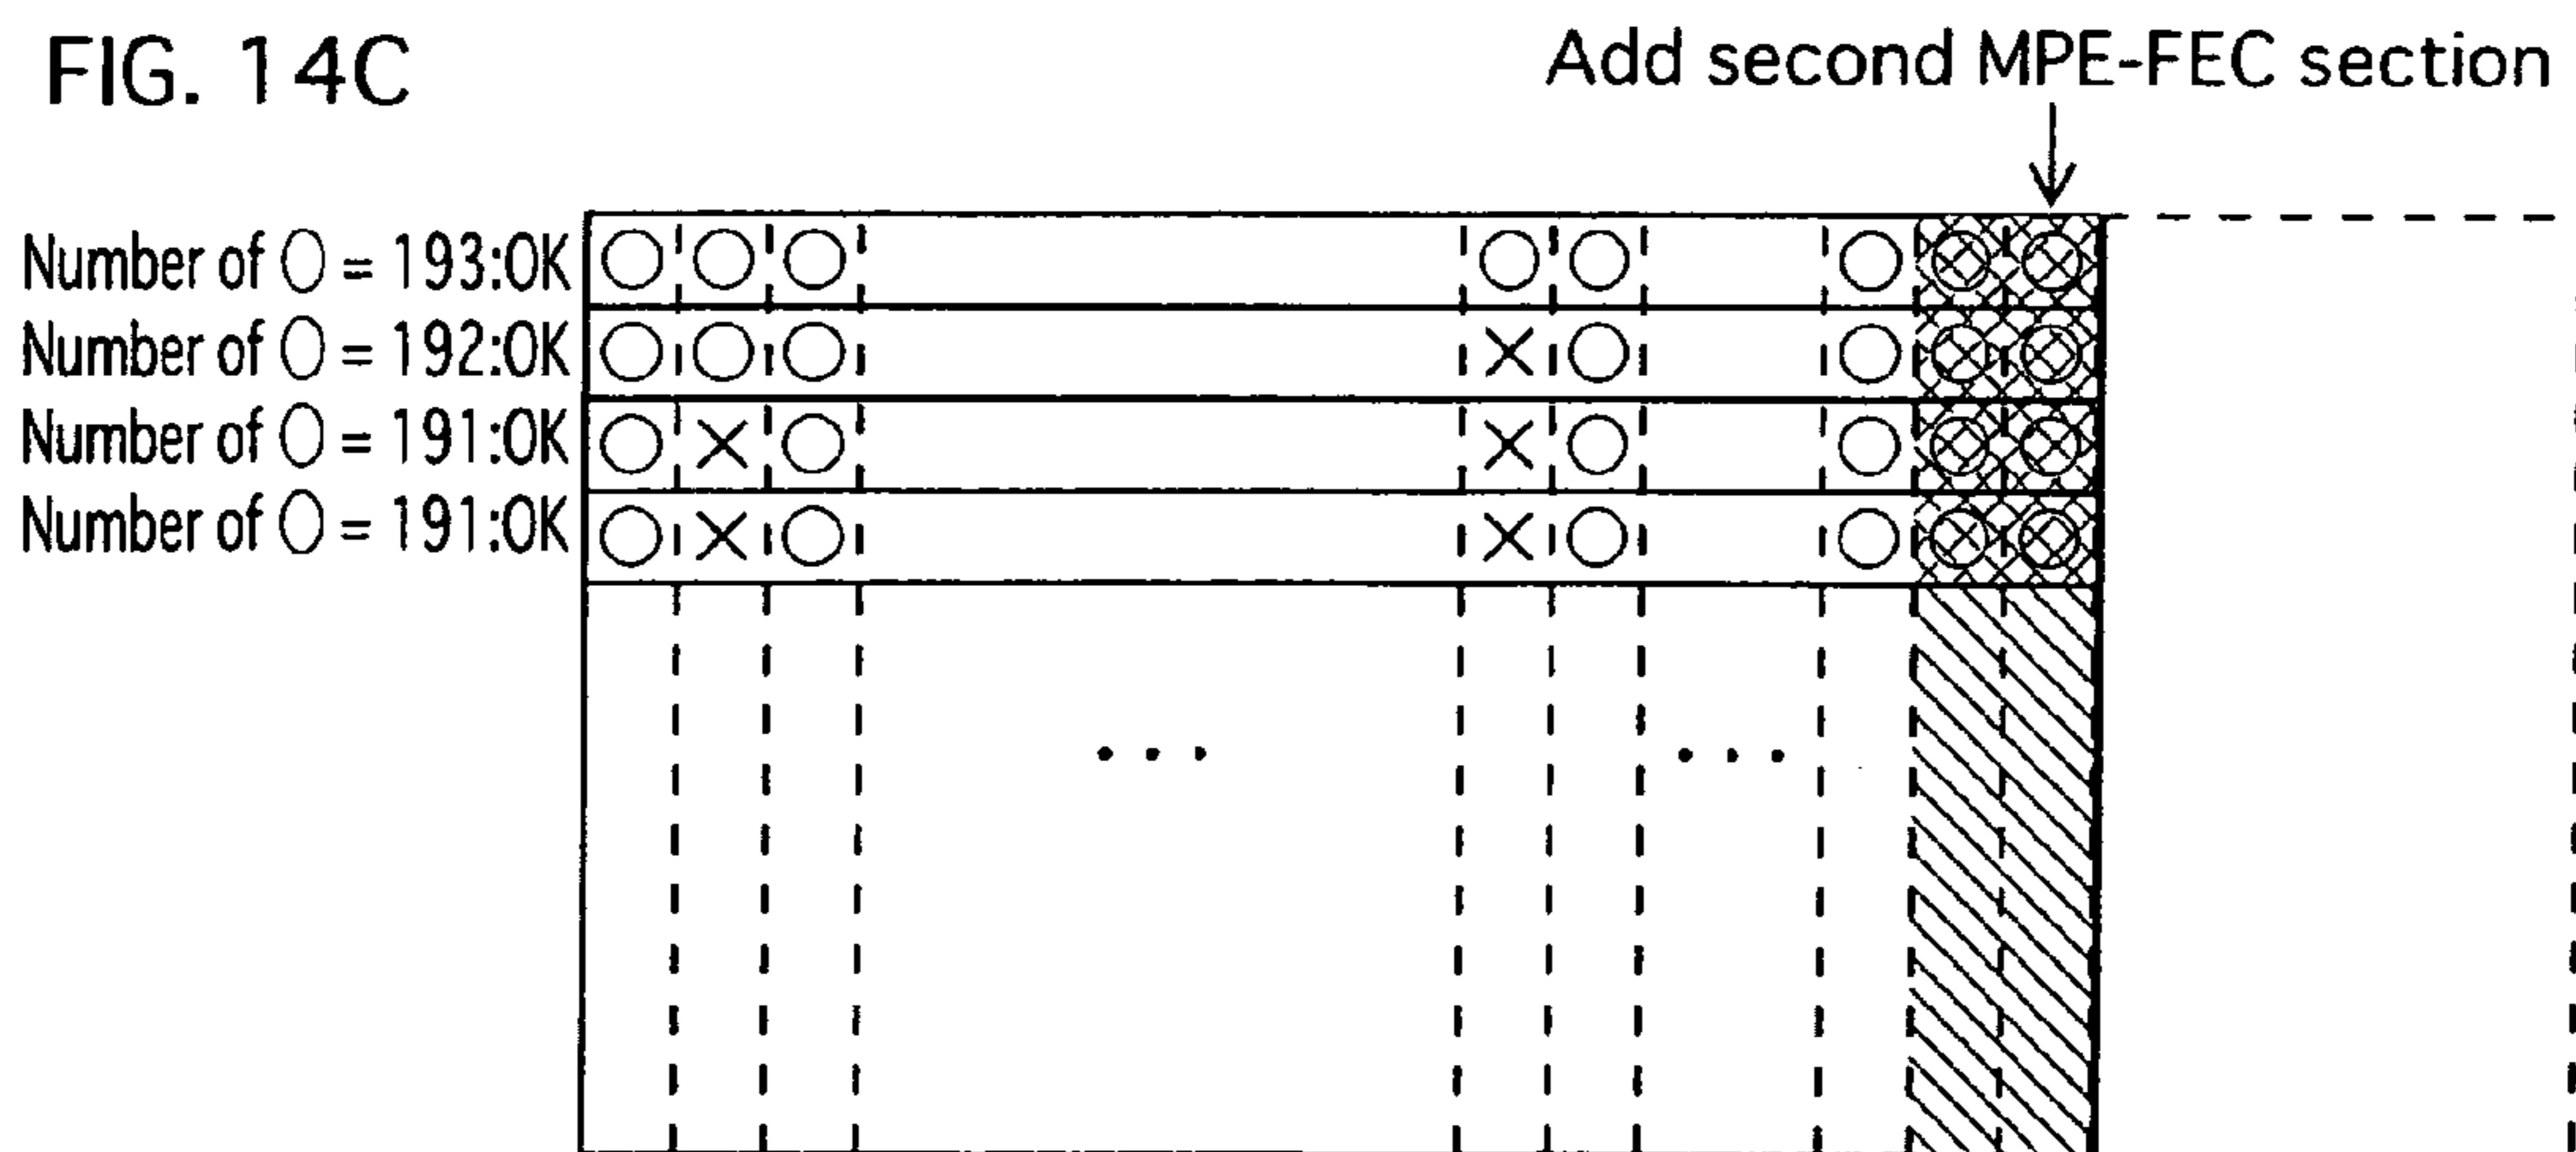 FIG. 14C
Add second MPE-FEC section
Number of ○ = 193:OK
Number of ○ = 192:OK
Number of ○ = 191:OK
Number of ○ = 191:OK
○ ○ ○ ○ ○ ○ ○ ○
○ ○ ○ × ○ ○ ○ ○
○ × ○ × ○ ○ ○ ○
○ × ○ × ○ ○ ○ ○
... ...